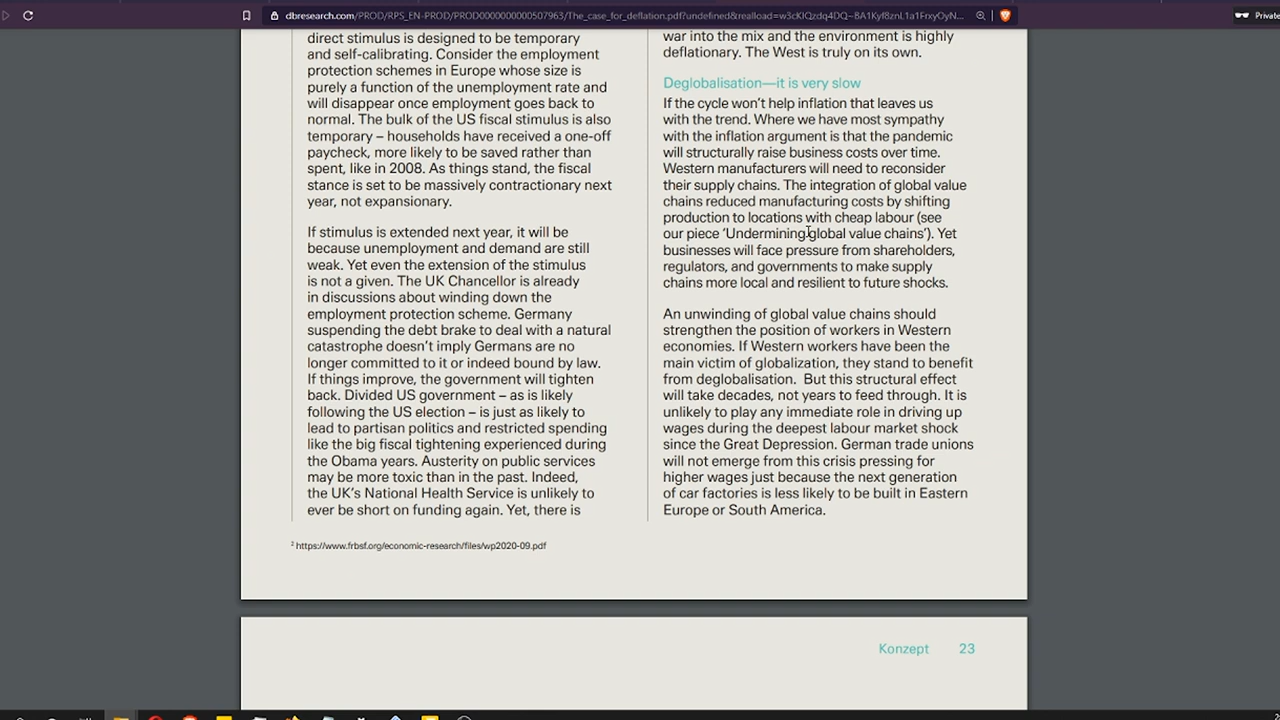 dbresearch.com/PROD/RPS_EN-PROD/PROD0000000000507963/The_case_for_deflation.pdf?undefined&realload=
Private
direct stimulus is designed to be temporary
and self-calibrating. Consider the employment
protection schemes in Europe whose size is
purely a function of the unemployment rate and
will disappear once employment goes back to
normal. The bulk of the US fiscal stimulus is also
temporary – households have received a one-off
paycheck, more likely to be saved rather than
spent, like in 2008. As things stand, the fiscal
stance is set to be massively contractionary next
year, not expansionary.
If stimulus is extended next year, it will be
because unemployment and demand are still
weak. Yet even the extension of the stimulus
is not a given. The UK Chancellor is already
in discussions about winding down the
employment protection scheme. Germany
suspending the debt brake to deal with a natural
catastrophe doesn't imply Germans are no
longer committed to it or indeed bound by law.
If things improve, the government will tighten
back. Divided US government – as is likely
following the US election – is just as likely to
lead to partisan politics and restricted spending
like the big fiscal tightening experienced during
the Obama years. Austerity on public services
may be more toxic than in the past. Indeed,
the UK's National Health Service is unlikely to
ever be short on funding again. Yet, there is
war into the mix and the environment is highly
deflationary. The West is truly on its own.
Deglobalisation—it is very slow
If the cycle won't help inflation that leaves us
with the trend. Where we have most sympathy
with the inflation argument is that the pandemic
will structurally raise business costs over time.
Western manufacturers will need to reconsider
their supply chains. The integration of global value
chains reduced manufacturing costs by shifting
production to locations with cheap labour (see
our piece 'Undermining global value chains'). Yet
businesses will face pressure from shareholders,
regulators, and governments to make supply
chains more local and resilient to future shocks.
An unwinding of global value chains should
strengthen the position of workers in Western
economies. If Western workers have been the
main victim of globalization, they stand to benefit
from deglobalisation.  But this structural effect
will take decades, not years to feed through. It is
unlikely to play any immediate role in driving up
wages during the deepest labour market shock
since the Great Depression. German trade unions
will not emerge from this crisis pressing for
higher wages just because the next generation
of car factories is less likely to be built in Eastern
Europe or South America.
2 https://www.frbsf.org/economic-research/files/wp2020-09.pdf
Konzept 23